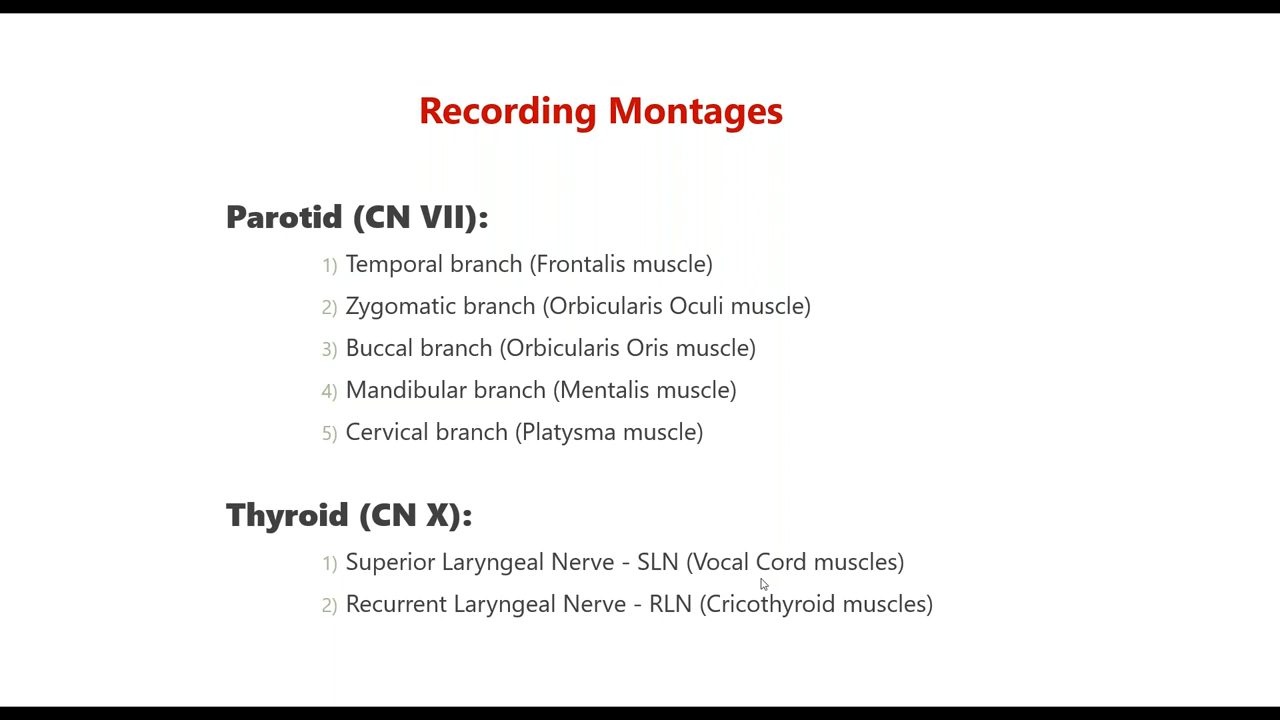 Recording Montages
Parotid (CN VII):
1) Temporal branch (Frontalis muscle)
2) Zygomatic branch (Orbicularis Oculi muscle)
3) Buccal branch (Orbicularis Oris muscle)
4) Mandibular branch (Mentalis muscle)
5) Cervical branch (Platysma muscle)
Thyroid (CN X):
1) Superior Laryngeal Nerve - SLN (Vocal Cord muscles)
2) Recurrent Laryngeal Nerve - RLN (Cricothyroid muscles)